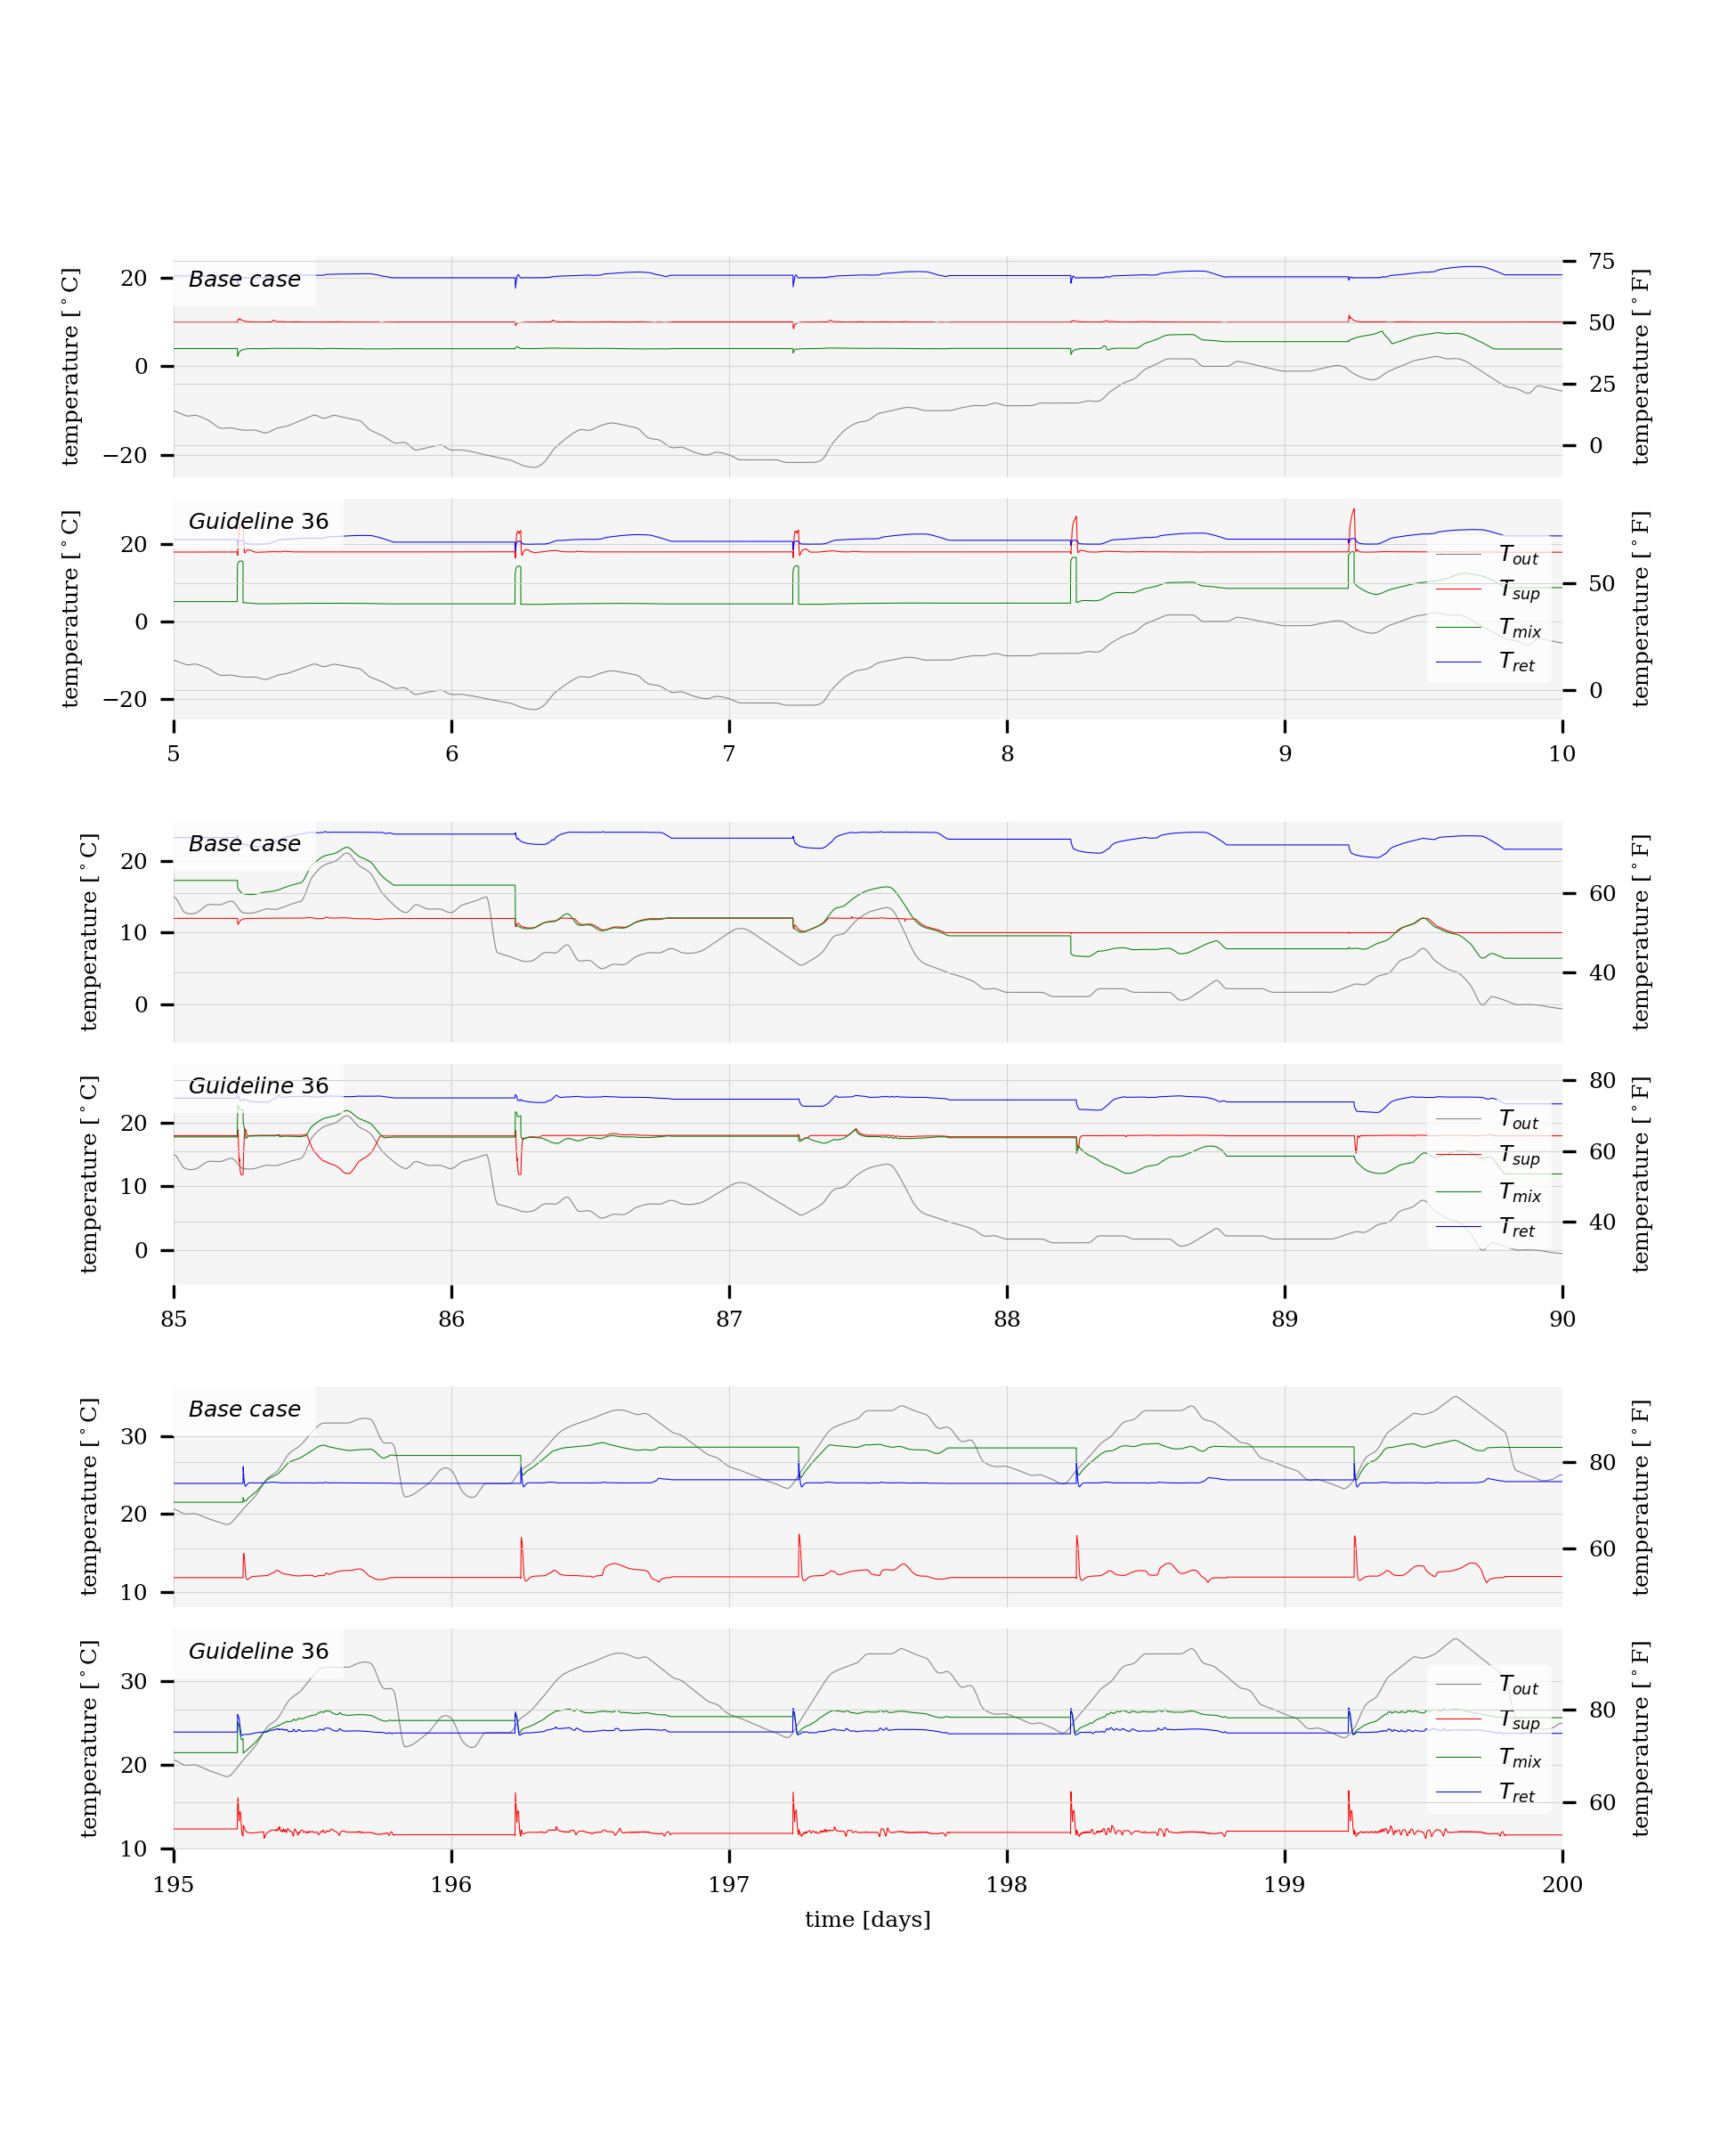 Base case
temperature [°C]
20
0
−20
75
50
25
0
temperature [°F]
Guideline 36
temperature [°C]
20
0
−20
50
0
temperature [°F]
T_out
T_sup
T_mix
T_ret
5 6 7 8 9 10
Base case
temperature [°C]
20
10
0
60
40
temperature [°F]
Guideline 36
temperature [°C]
20
10
0
80
60
40
temperature [°F]
T_out
T_sup
T_mix
T_ret
85 86 87 88 89 90
Base case
temperature [°C]
30
20
10
80
60
temperature [°F]
Guideline 36
temperature [°C]
30
20
10
80
60
temperature [°F]
T_out
T_sup
T_mix
T_ret
195 196 197 198 199 200
time [days]